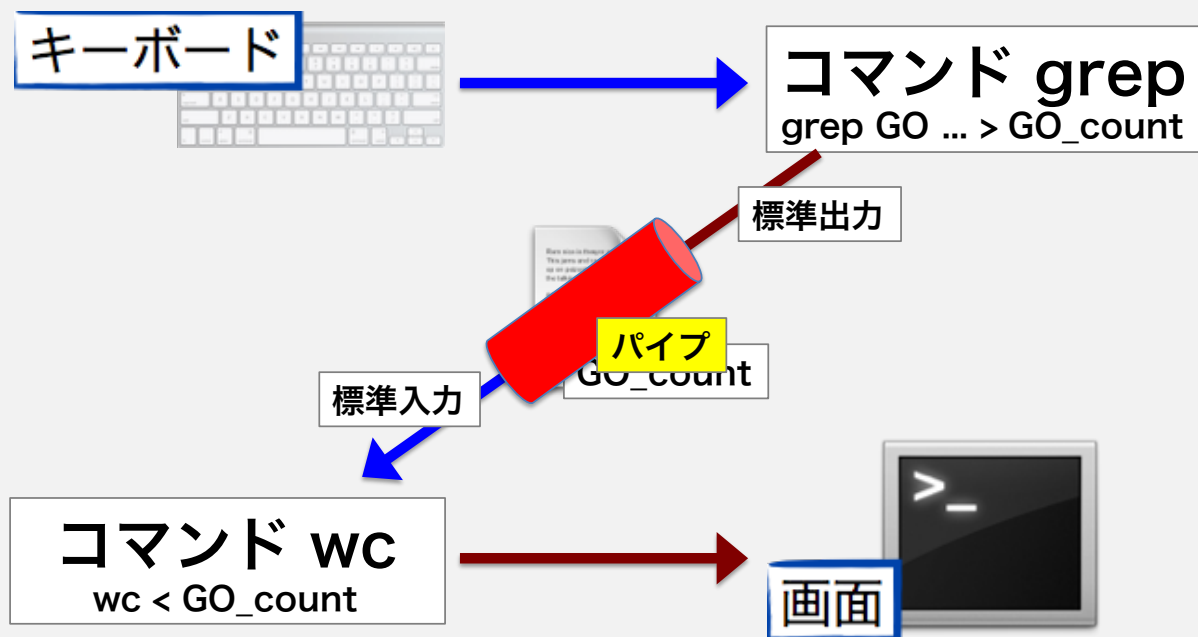 キーボード
コマンド grep
grep GO ... > GO_count
標準出力
パイプ
GO_count
標準入力
コマンド wc
wc < GO_count
>_
画面